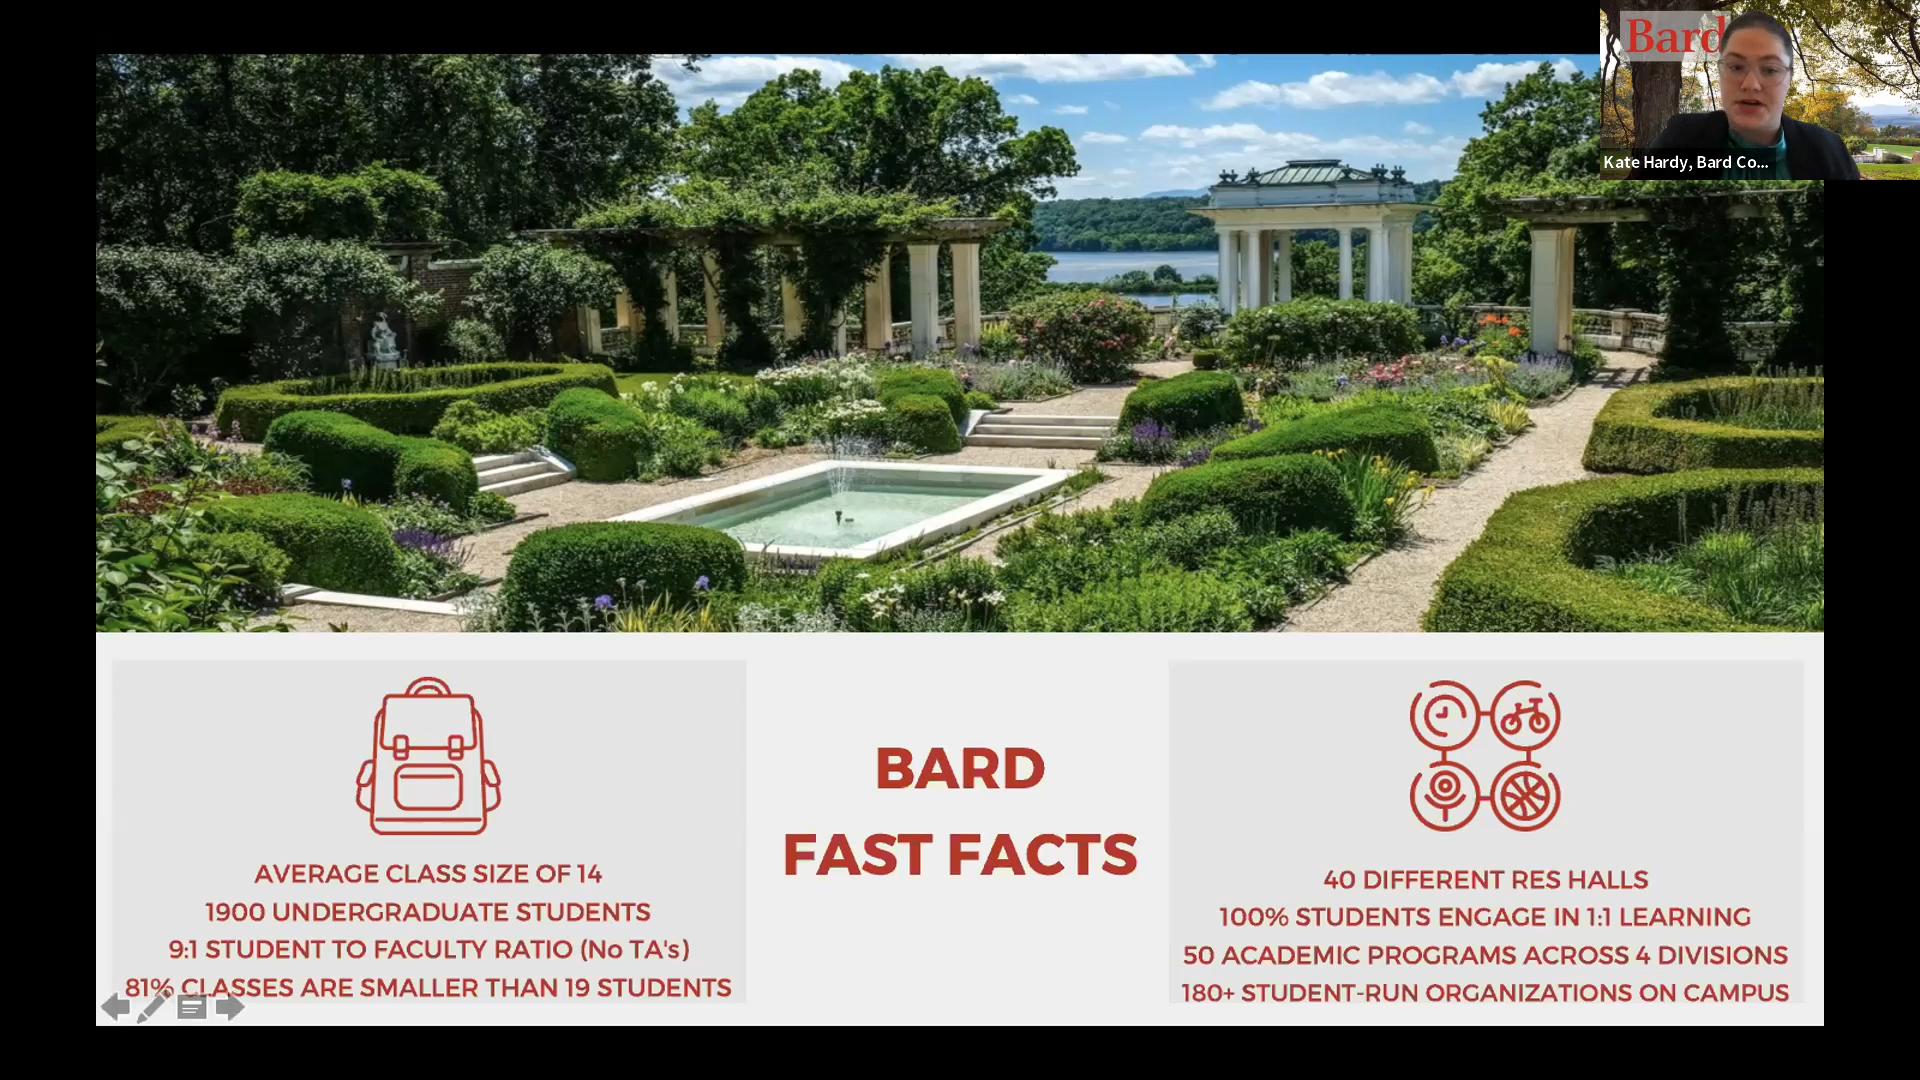 Bard
Kate Hardy, Bard Co...
BARD
FAST FACTS
AVERAGE CLASS SIZE OF 14
1900 UNDERGRADUATE STUDENTS
9:1 STUDENT TO FACULTY RATIO (No TA's)
81% CLASSES ARE SMALLER THAN 19 STUDENTS
40 DIFFERENT RES HALLS
100% STUDENTS ENGAGE IN 1:1 LEARNING
50 ACADEMIC PROGRAMS ACROSS 4 DIVISIONS
180+ STUDENT-RUN ORGANIZATIONS ON CAMPUS